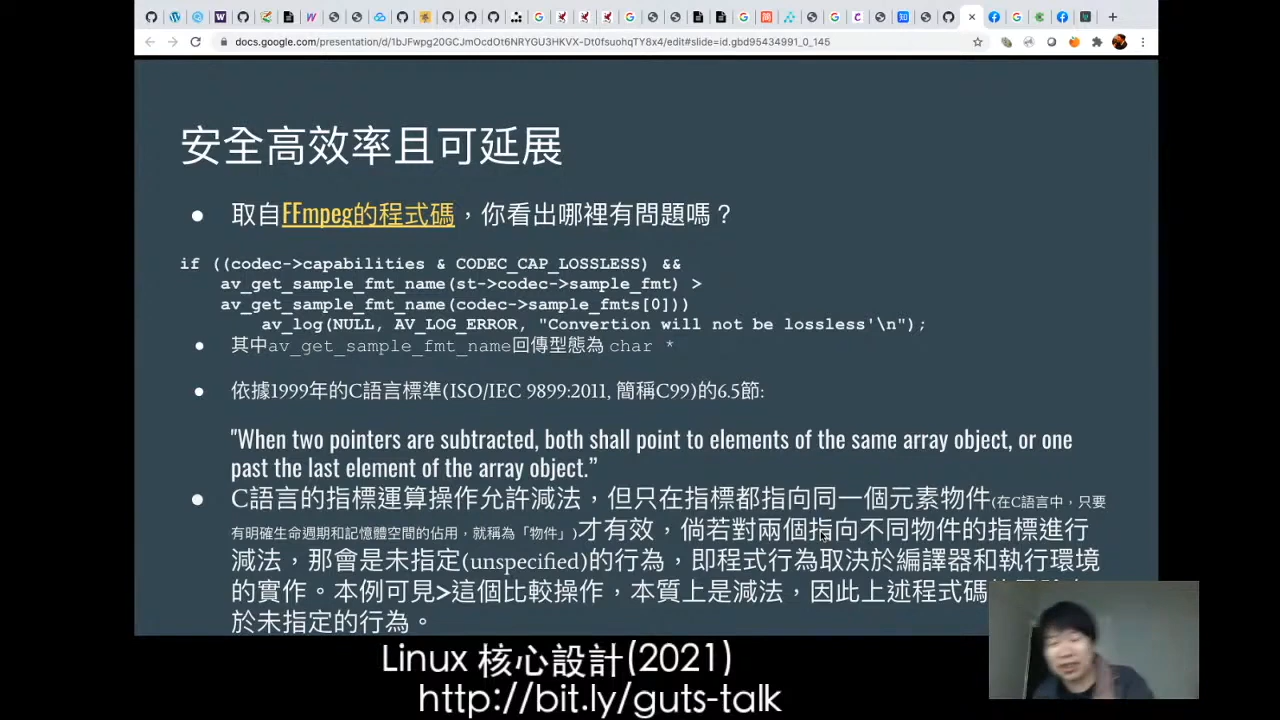 docs.google.com/presentation/d/1bJFwpg20GCJmOcdOt6NRYGU3HKVX-Dt0fsuohqTY8x4/edit#slide=id.gbd95434991_0_145
安全高效率且可延展
取自FFmpeg的程式碼，你看出哪裡有問題嗎？
if ((codec->capabilities & CODEC_CAP_LOSSLESS) &&
av_get_sample_fmt_name(st->codec->sample_fmt) >
av_get_sample_fmt_name(codec->sample_fmts[0]))
av_log(NULL, AV_LOG_ERROR, "Convertion will not be lossless'\n");
其中av_get_sample_fmt_name回傳型態為 char *
依據1999年的C語言標準(ISO/IEC 9899:2011, 簡稱C99)的6.5節:
"When two pointers are subtracted, both shall point to elements of the same array object, or one
past the last element of the array object.”
C語言的指標運算操作允許減法，但只在指標都指向同一個元素物件(在C語言中，只要
有明確生命週期和記憶體空間的佔用，就稱為「物件」)才有效，倘若對兩個指向不同物件的指標進行
減法，那會是未指定(unspecified)的行為，即程式行為取決於編譯器和執行環境
的實作。本例可見>這個比較操作，本質上是減法，因此上述程式碼
於未指定的行為。
Linux 核心設計(2021)
http://bit.ly/guts-talk